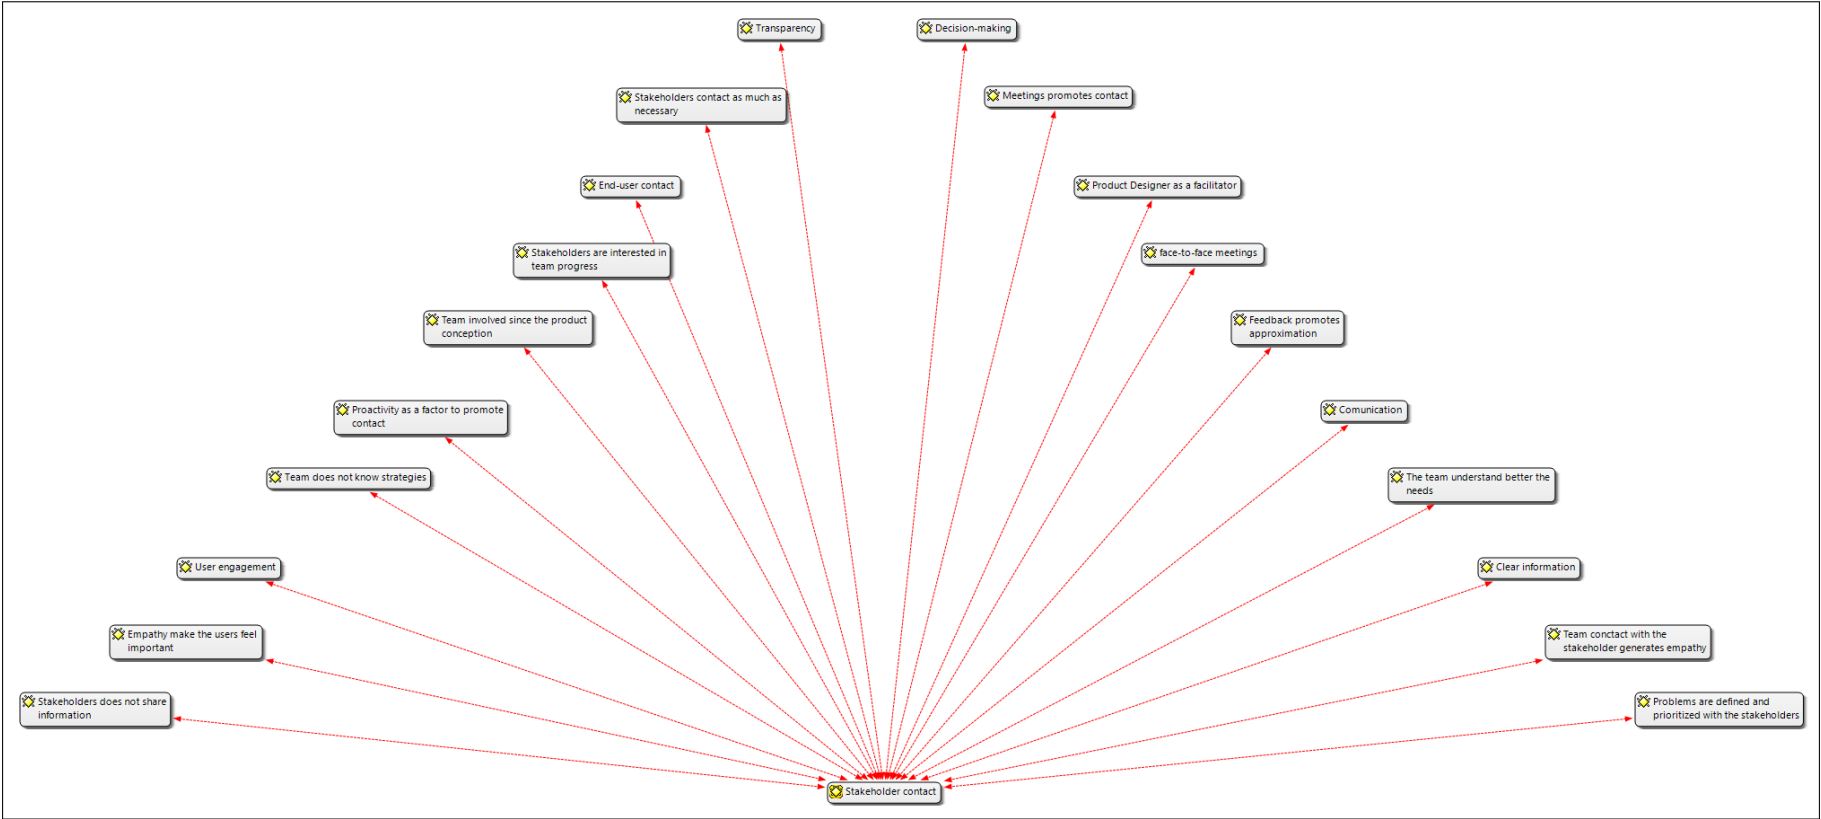 Transparency
Decision-making
Stakeholders contact as much as
necessary
Meetings promotes contact
End-user contact
Product Designer as a facilitator
Stakeholders are interested in
team progress
face-to-face meetings
Team involved since the product
conception
Feedback promotes
approximation
Proactivity as a factor to promote
contact
Comunication
Team does not know strategies
The team understand better the
needs
User engagement
Clear information
Empathy make the users feel
important
Team conctact with the
stakeholder generates empathy
Stakeholders does not share
information
Problems are defined and
prioritized with the stakeholders
Stakeholder contact